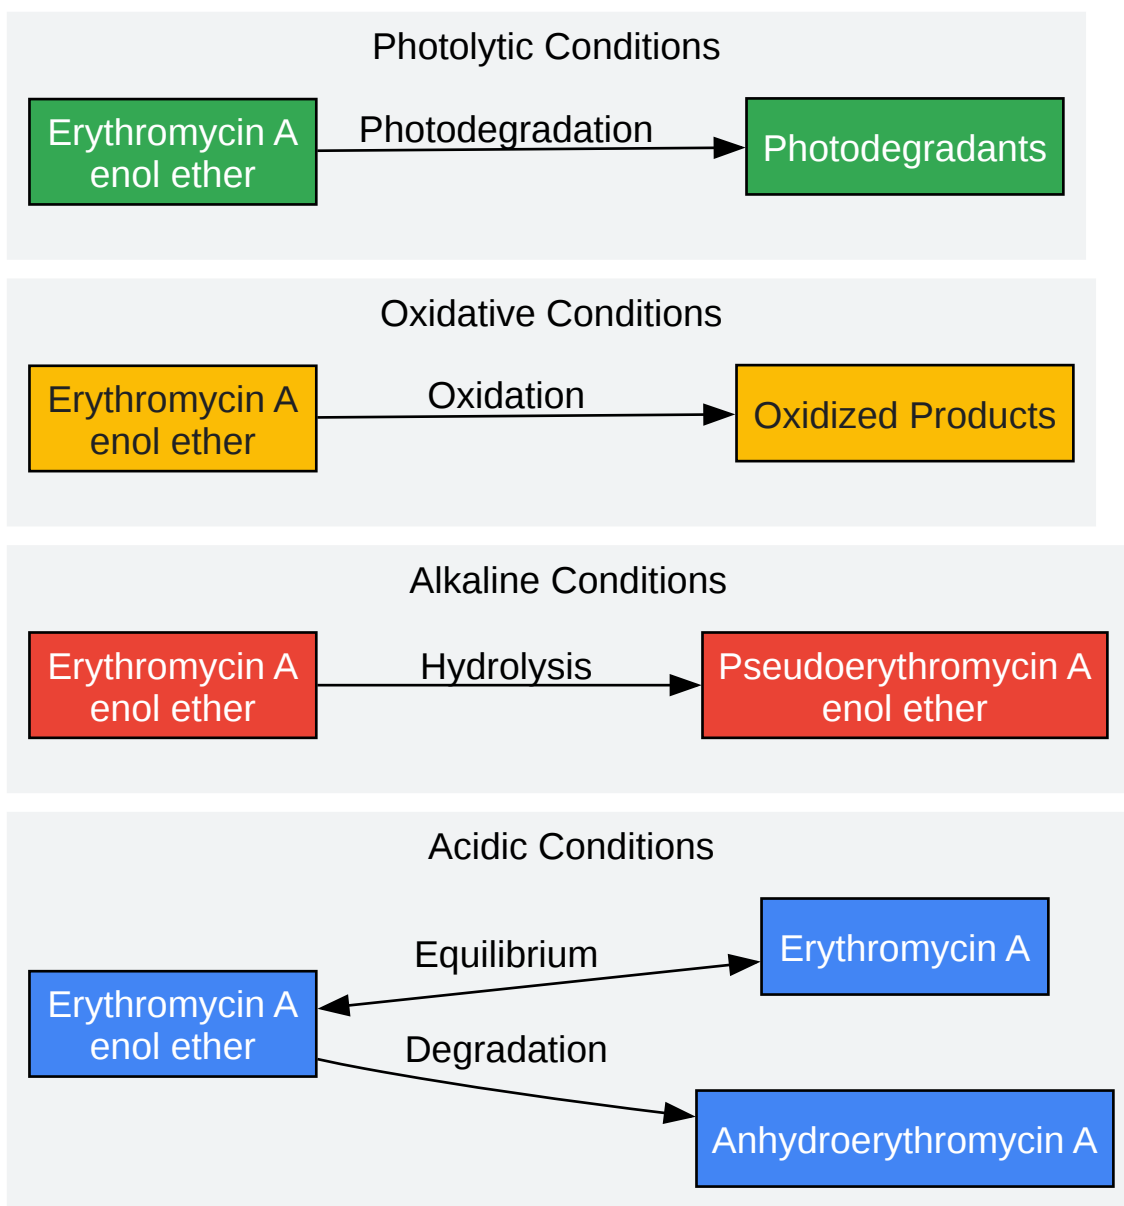 Photolytic Conditions
Erythromycin A
enol ether
Photodegradation
Photodegradants
Oxidative Conditions
Erythromycin A
enol ether
Oxidation
Oxidized Products
Alkaline Conditions
Erythromycin A
enol ether
Hydrolysis
Pseudoerythromycin A
enol ether
Acidic Conditions
Erythromycin A
enol ether
Equilibrium
Erythromycin A
Degradation
Anhydroerythromycin A